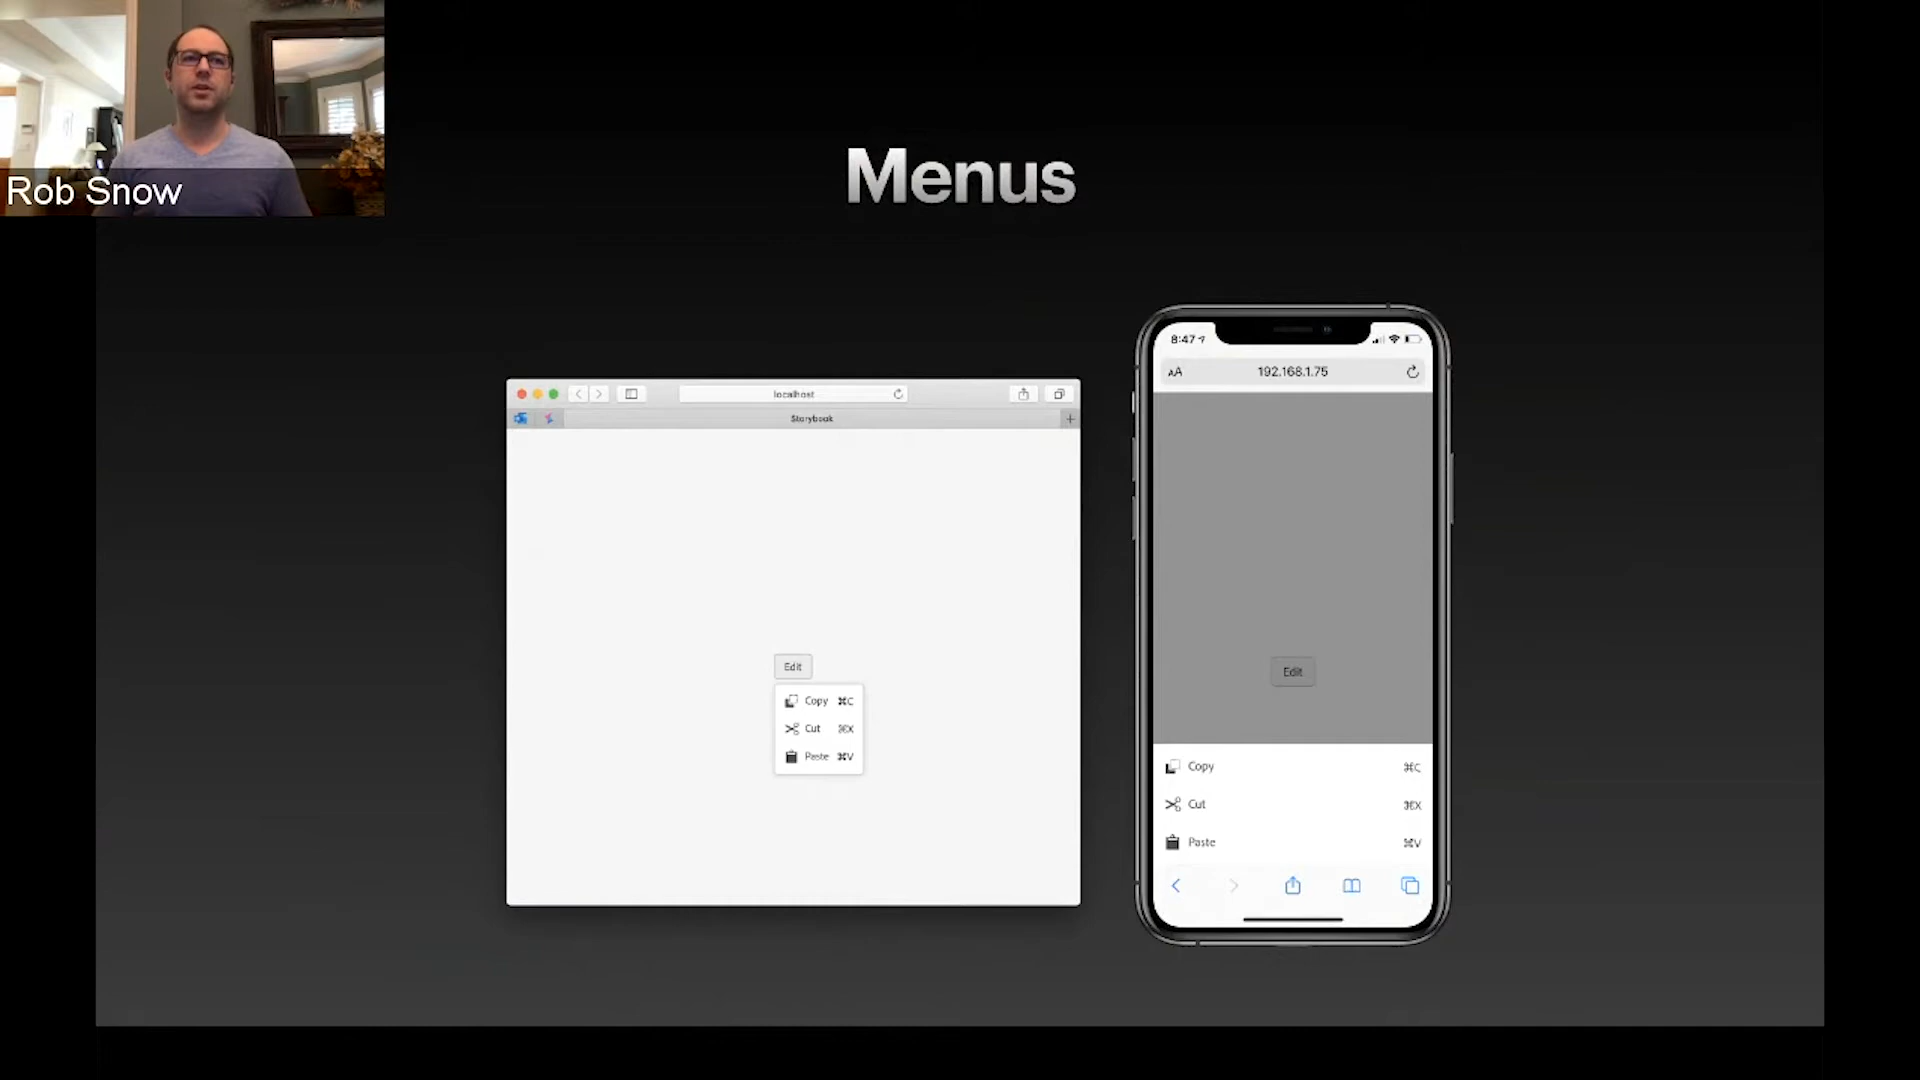 Rob Snow
Menus
localhost
Storybook
Edit
Copy ⌘C
Cut ⌘X
Paste ⌘V
8:47
AA 192.168.1.75
Edit
Copy ⌘C
Cut ⌘X
Paste ⌘V